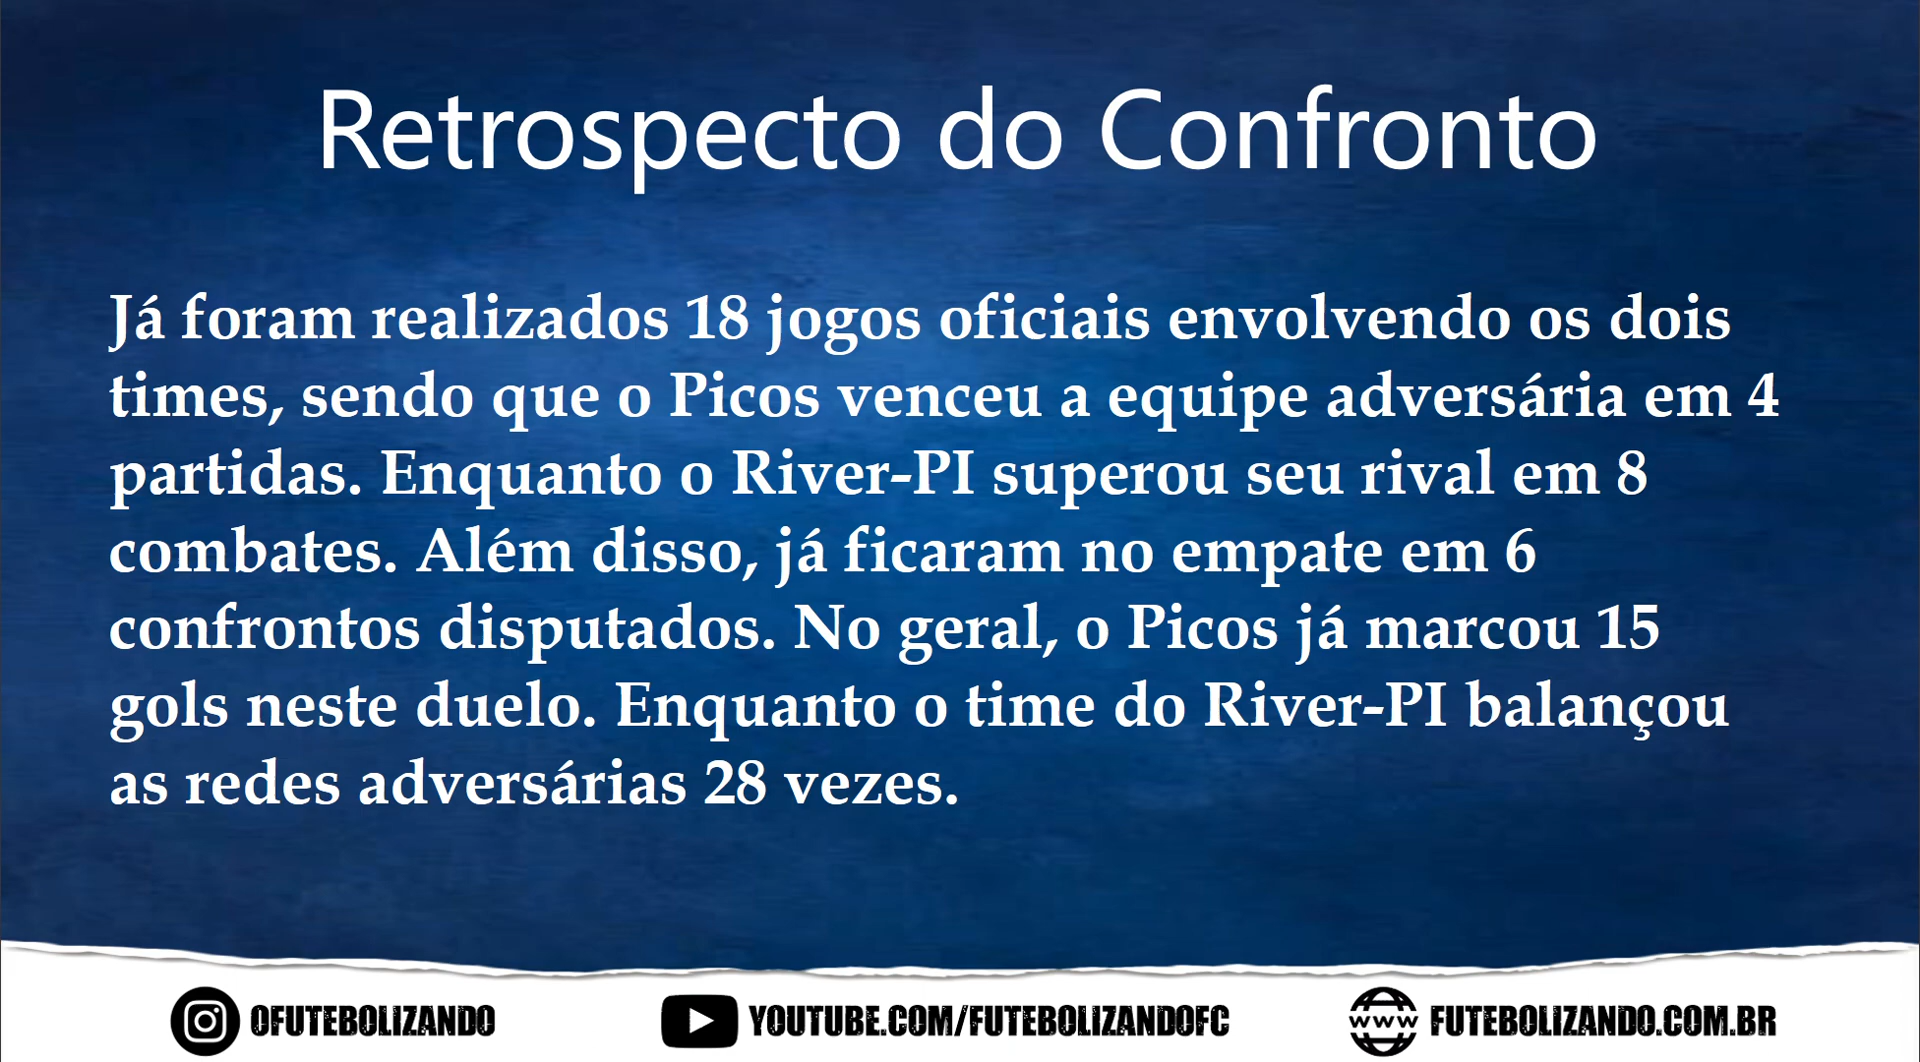 Retrospecto do Confronto
Já foram realizados 18 jogos oficiais envolvendo os dois
times, sendo que o Picos venceu a equipe adversária em 4
partidas. Enquanto o River-PI superou seu rival em 8
combates. Além disso, já ficaram no empate em 6
confrontos disputados. No geral, o Picos já marcou 15
gols neste duelo. Enquanto o time do River-PI balançou
as redes adversárias 28 vezes.
OFUTEBOLIZANDO
YOUTUBE.COM/FUTEBOLIZANDOFC
WWW
FUTEBOLIZANDO.COM.BR